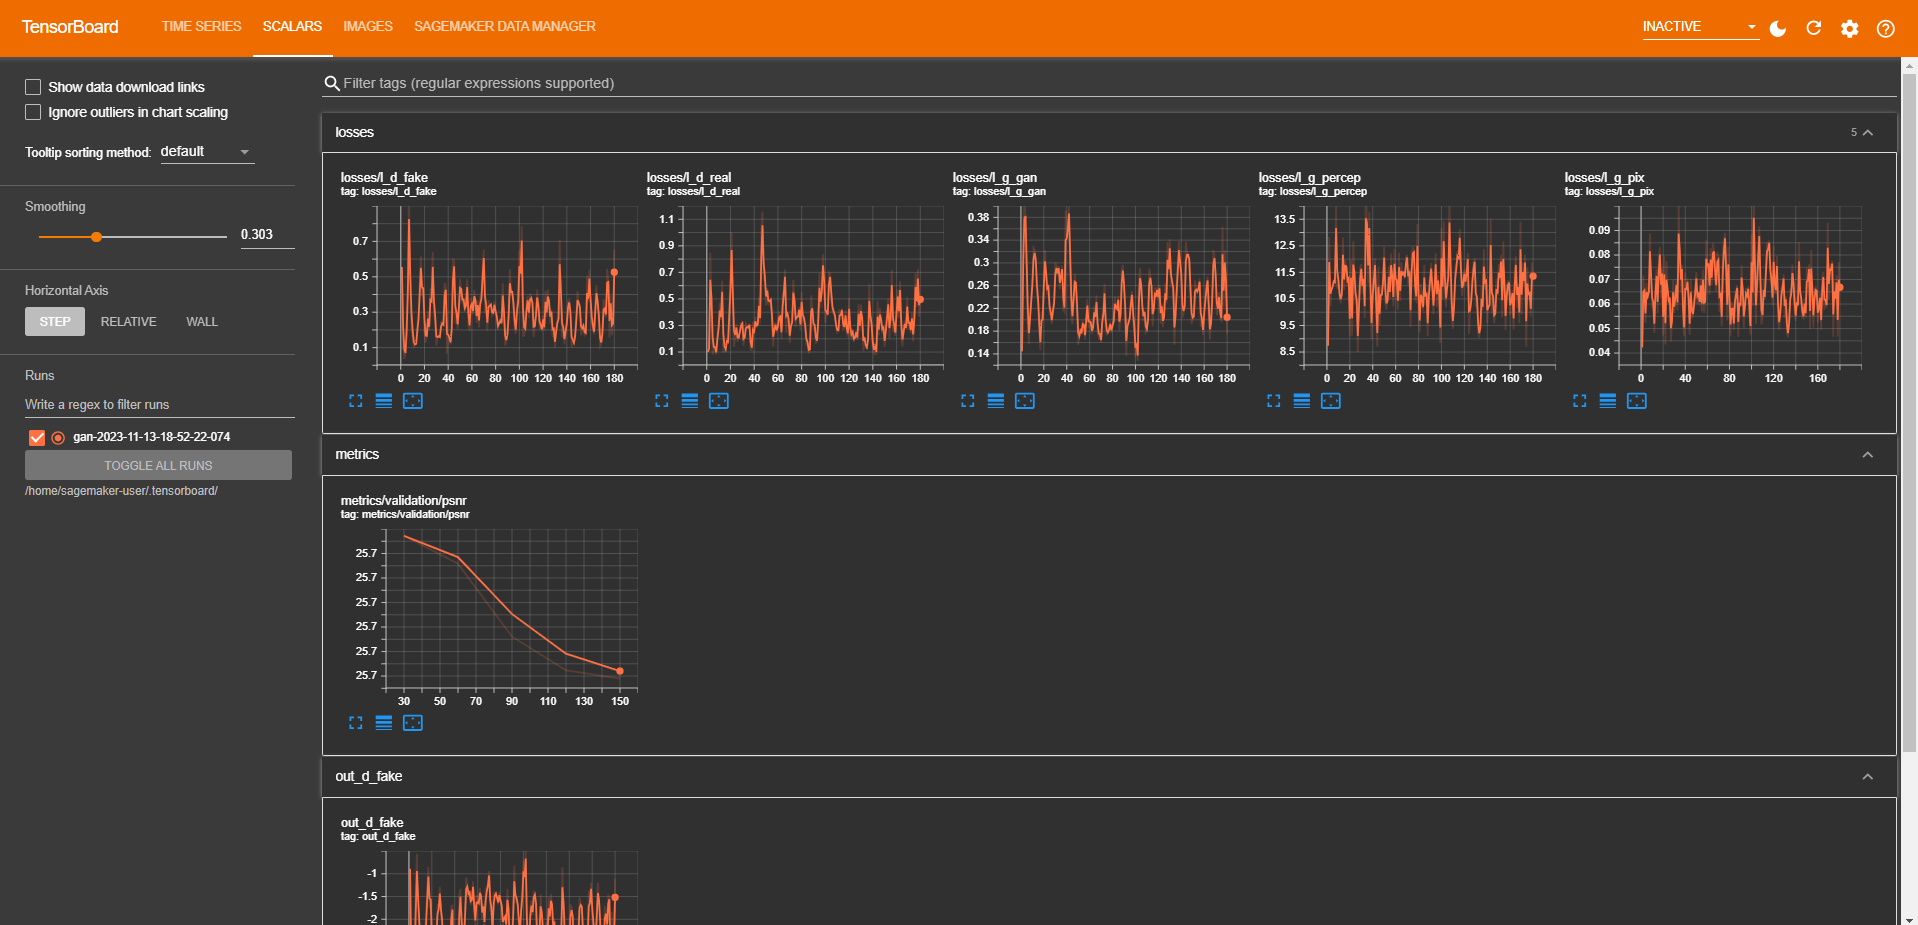 TensorBoard TIME SERIES SCALARS IMAGES SAGEMAKER DATA MANAGER INACTIVE
Show data download links
Ignore outliers in chart scaling
Tooltip sorting method: default
Smoothing
0.303
Horizontal Axis
STEP RELATIVE WALL
Runs
Write a regex to filter runs
gan-2023-11-13-18-52-22-074
TOGGLE ALL RUNS
/home/sagemaker-user/.tensorboard/
Filter tags (regular expressions supported)
losses 5
losses/l_d_fake
tag: losses/l_d_fake
0.7
0.5
0.3
0.1
0 20 40 60 80 100 120 140 160 180
losses/l_d_real
tag: losses/l_d_real
1.1
0.9
0.7
0.5
0.3
0.1
0 20 40 60 80 100 120 140 160 180
losses/l_g_gan
tag: losses/l_g_gan
0.38
0.34
0.3
0.26
0.22
0.18
0.14
0 20 40 60 80 100 120 140 160 180
losses/l_g_percep
tag: losses/l_g_percep
13.5
12.5
11.5
10.5
9.5
8.5
0 20 40 60 80 100 120 140 160 180
losses/l_g_pix
tag: losses/l_g_pix
0.09
0.08
0.07
0.06
0.05
0.04
0 40 80 120 160
metrics
metrics/validation/psnr
tag: metrics/validation/psnr
25.7
25.7
25.7
25.7
25.7
25.7
30 50 70 90 110 130 150
out_d_fake
out_d_fake
tag: out_d_fake
-1
-1.5
-2